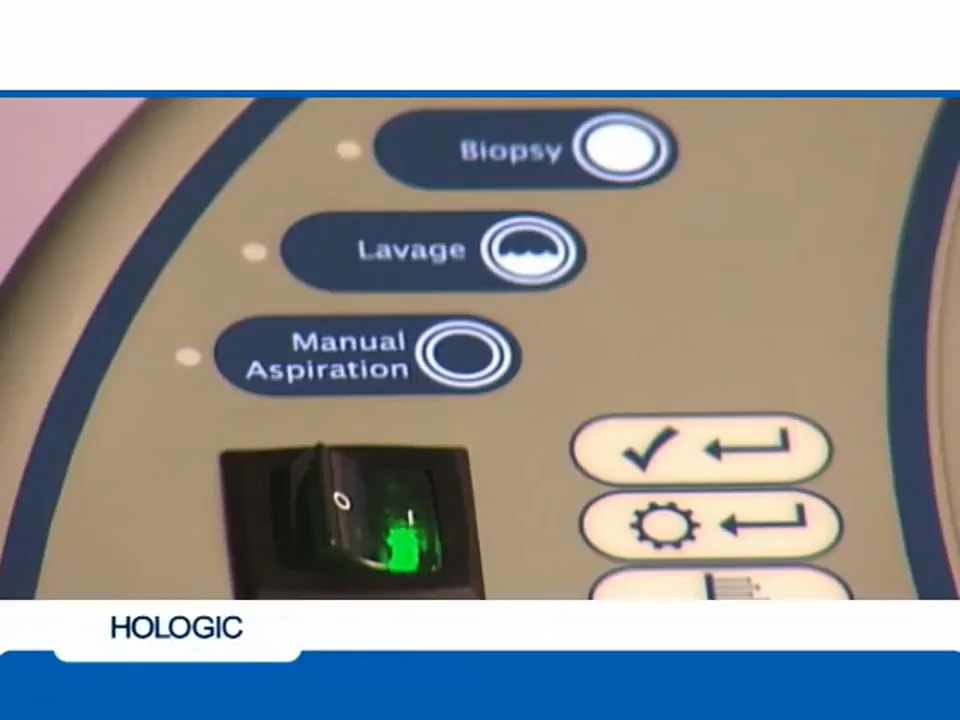 Biopsy
Lavage
Manual
Aspiration
HOLOGIC